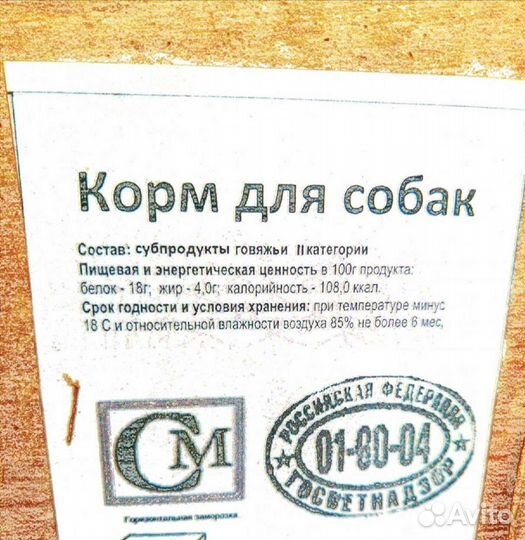 Корм для собак
Состав: субпродукты говяжьи II категории
Пищевая и энергетическая ценность в 100г продукта:
белок - 18г; жир - 4,0г; калорийность - 108,0 ккал.
Срок годности и условия хранения: при температуре минус
18 С и относительной влажности воздуха 85% не более 6 мес,
СМ
РОССИЙСКАЯ ФЕДЕРАЦИЯ
01-80-04
ГОСВЕТНАДЗОР
Горизонтальная заморозка
Avito